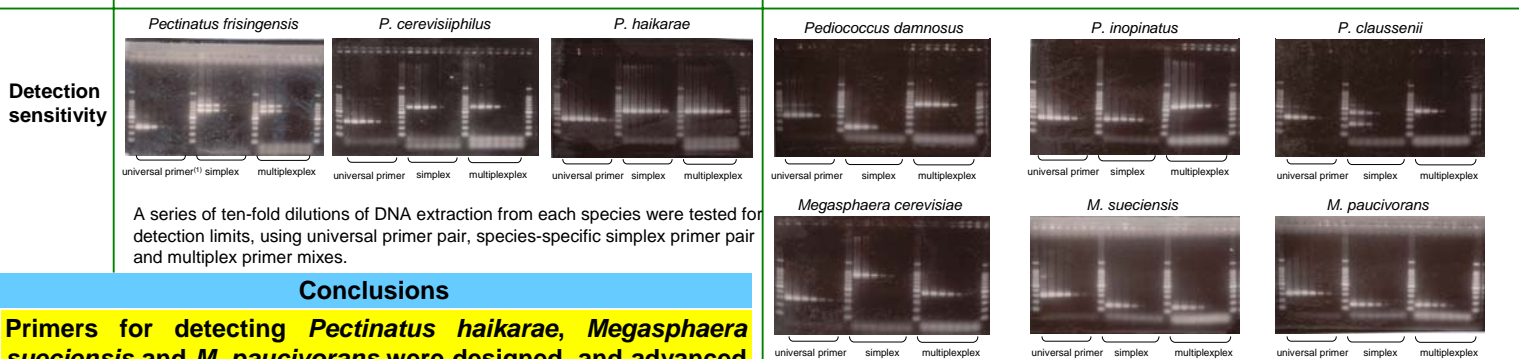 Detection
sensitivity
Pectinatus frisingensis
P. cerevisiiphilus
P. haikarae
universal primer(1) simplex multiplexplex
universal primer simplex multiplexplex
universal primer simplex multiplexplex
A series of ten-fold dilutions of DNA extraction from each species were tested for
detection limits, using universal primer pair, species-specific simplex primer pair
and multiplex primer mixes.
Conclusions
Primers for detecting Pectinatus haikarae, Megasphaera
sueciensis and M. paucivorans were designed, and advanced
Pediococcus damnosus
P. inopinatus
P. claussenii
universal primer simplex multiplexplex
universal primer simplex multiplexplex
universal primer simplex multiplexplex
Megasphaera cerevisiae
M. sueciensis
M. paucivorans
universal primer simplex multiplexplex
universal primer simplex multiplexplex
universal primer simplex multiplexplex